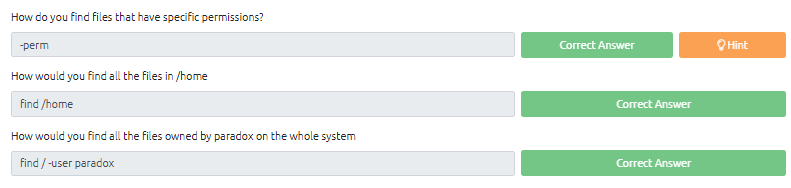 How do you find files that have specific permissions?
-perm Correct Answer Hint
How would you find all the files in /home
find /home Correct Answer
How would you find all the files owned by paradox on the whole system
find / -user paradox Correct Answer